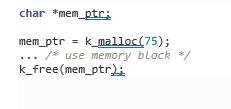 char *mem_ptr;
mem_ptr = k_malloc(75);
... /* use memory block */
k_free(mem_ptr);